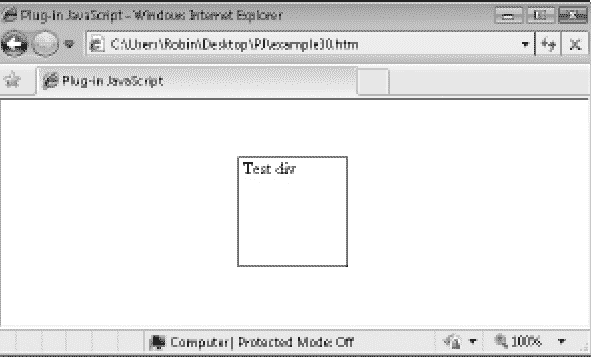 Plug-in JavaScript - Windows Internet Explorer
C:\Users\Robin\Desktop\PJ\example30.htm
Plug-in JavaScript
Test div
Computer | Protected Mode: Off
100%